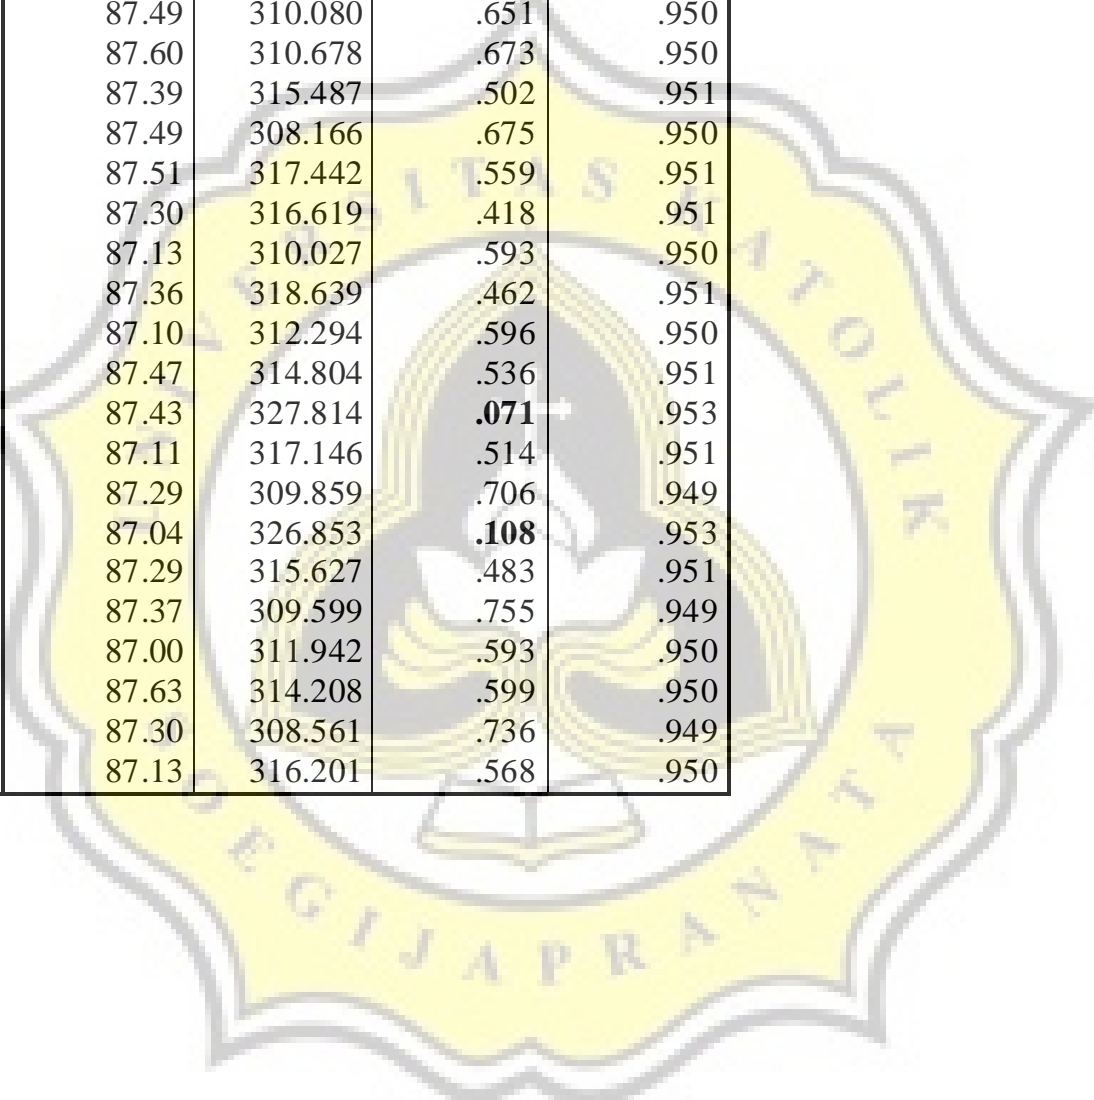 87.49 310.080 .651 .950
87.60 310.678 .673 .950
87.39 315.487 .502 .951
87.49 308.166 .675 .950
87.51 317.442 .559 .951
87.30 316.619 .418 .951
87.13 310.027 .593 .950
87.36 318.639 .462 .951
87.10 312.294 .596 .950
87.47 314.804 .536 .951
87.43 327.814 .071 .953
87.11 317.146 .514 .951
87.29 309.859 .706 .949
87.04 326.853 .108 .953
87.29 315.627 .483 .951
87.37 309.599 .755 .949
87.00 311.942 .593 .950
87.63 314.208 .599 .950
87.30 308.561 .736 .949
87.13 316.201 .568 .950
UNIVERSITAS KATOLIK
SOEGIJAPRANATA